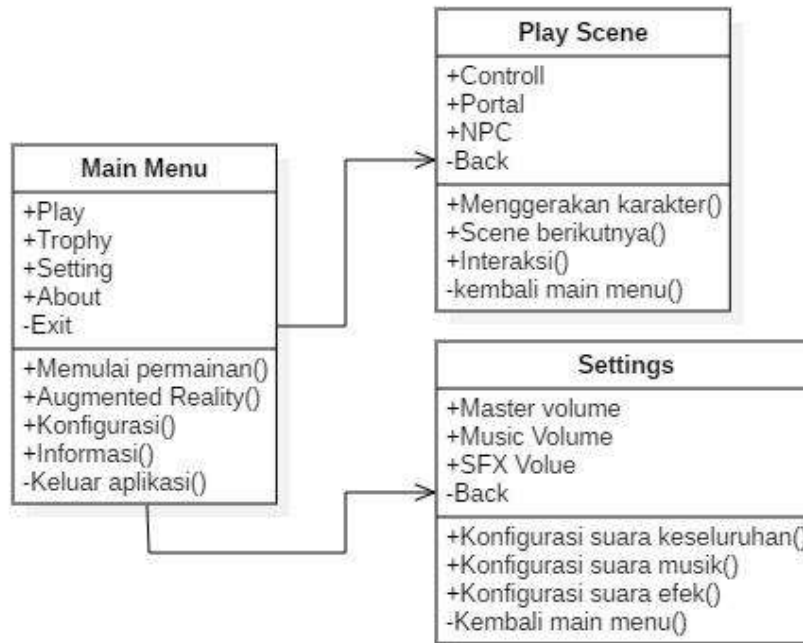 Main Menu
+Play
+Trophy
+Setting
+About
-Exit
+Memulai permainan()
+Augmented Reality()
+Konfigurasi()
+Informasi()
-Keluar aplikasi()
Play Scene
+Controll
+Portal
+NPC
-Back
+Menggerakan karakter()
+Scene berikutnya()
+Interaksi()
-kembali main menu()
Settings
+Master volume
+Music Volume
+SFX Volue
-Back
+Konfigurasi suara keseluruhan()
+Konfigurasi suara musik()
+Konfigurasi suara efek()
-Kembali main menu()